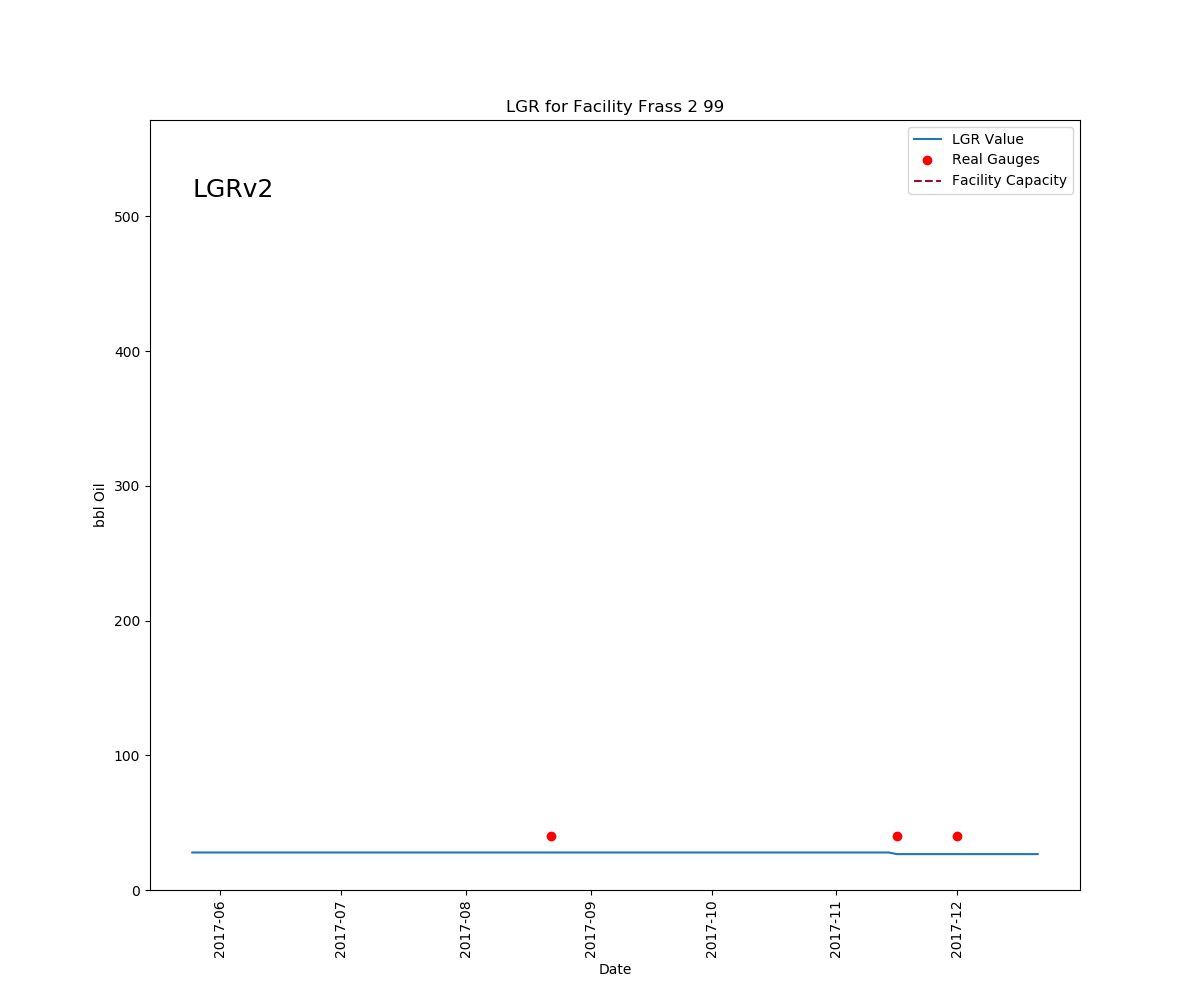 LGR for Facility Frass 2 99
LGRv2
LGR Value
Real Gauges
Facility Capacity
bbl Oil
500
400
300
200
100
0
2017-06
2017-07
2017-08
2017-09
2017-10
2017-11
2017-12
Date